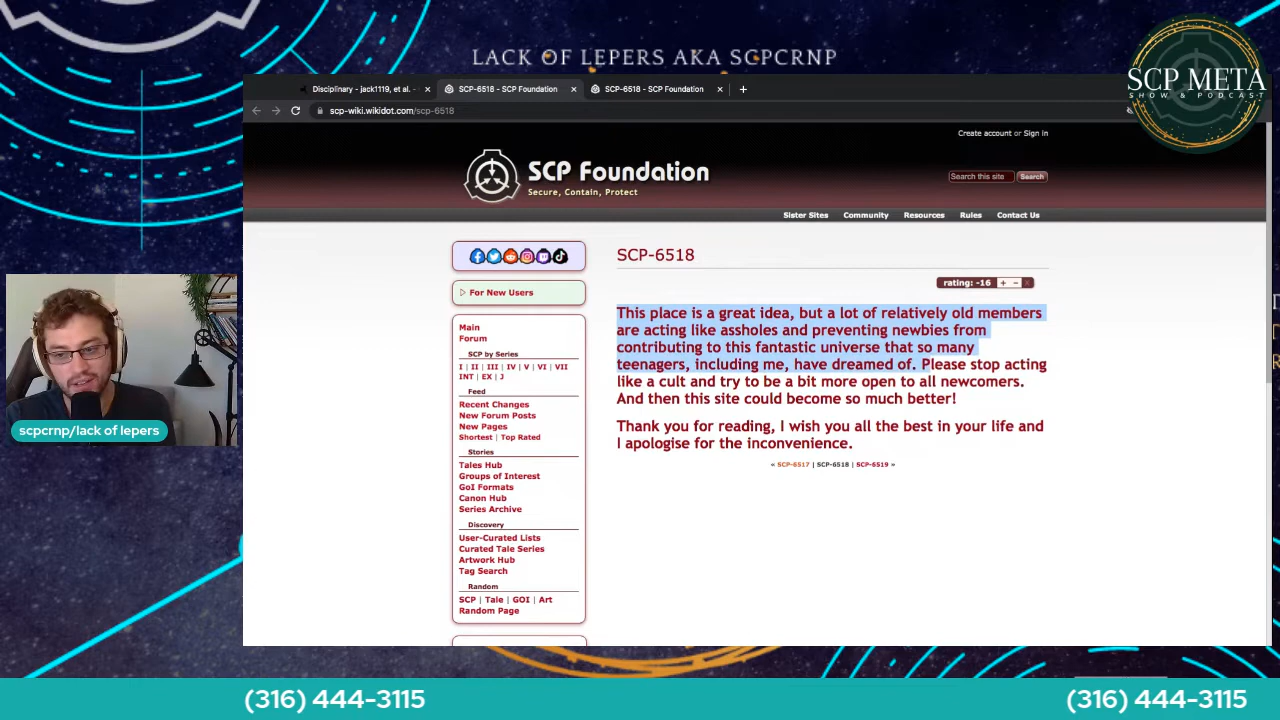 LACK OF LEPERS AKA SGPCRNP
SCP META
SHOW & PODCAST
Disciplinary - jack1119, et al. -
SCP-6518 - SCP Foundation
SCP-6518 - SCP Foundation
scp-wiki.wikidot.com/scp-6518
Create account or Sign in
SCP Foundation
Secure, Contain, Protect
Search this site
Search
Sister Sites Community Resources Rules Contact Us
For New Users
Main
Forum
SCP by Series
I | II | III | IV | V | VI | VII
INT | EX | J
Feed
Recent Changes
New Forum Posts
New Pages
Shortest | Top Rated
Stories
Tales Hub
Groups of Interest
GoI Formats
Canon Hub
Series Archive
Discovery
User-Curated Lists
Curated Tale Series
Artwork Hub
Tag Search
Random
SCP | Tale | GOI | Art
Random Page
SCP-6518
rating: -16 + – x
This place is a great idea, but a lot of relatively old members
are acting like assholes and preventing newbies from
contributing to this fantastic universe that so many
teenagers, including me, have dreamed of. Please stop acting
like a cult and try to be a bit more open to all newcomers.
And then this site could become so much better!
Thank you for reading, I wish you all the best in your life and
I apologise for the inconvenience.
« SCP-6517 | SCP-6518 | SCP-6519 »
scpcrnp/lack of lepers
(316) 444-3115
(316) 444-3115